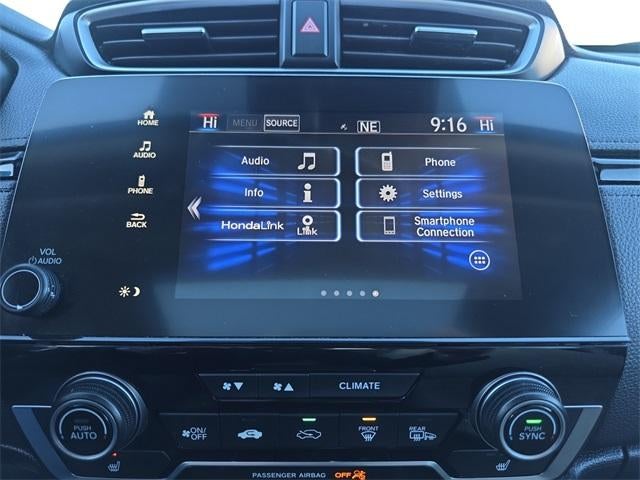 HOME
AUDIO
PHONE
BACK
VOL
AUDIO
Hi MENU SOURCE NE 9:16 Hi
Audio Phone
Info Settings
HondaLink Link Smartphone
Connection
CLIMATE
PUSH
AUTO
ON/
OFF
FRONT
REAR
PUSH
SYNC
PASSENGER AIRBAG OFF